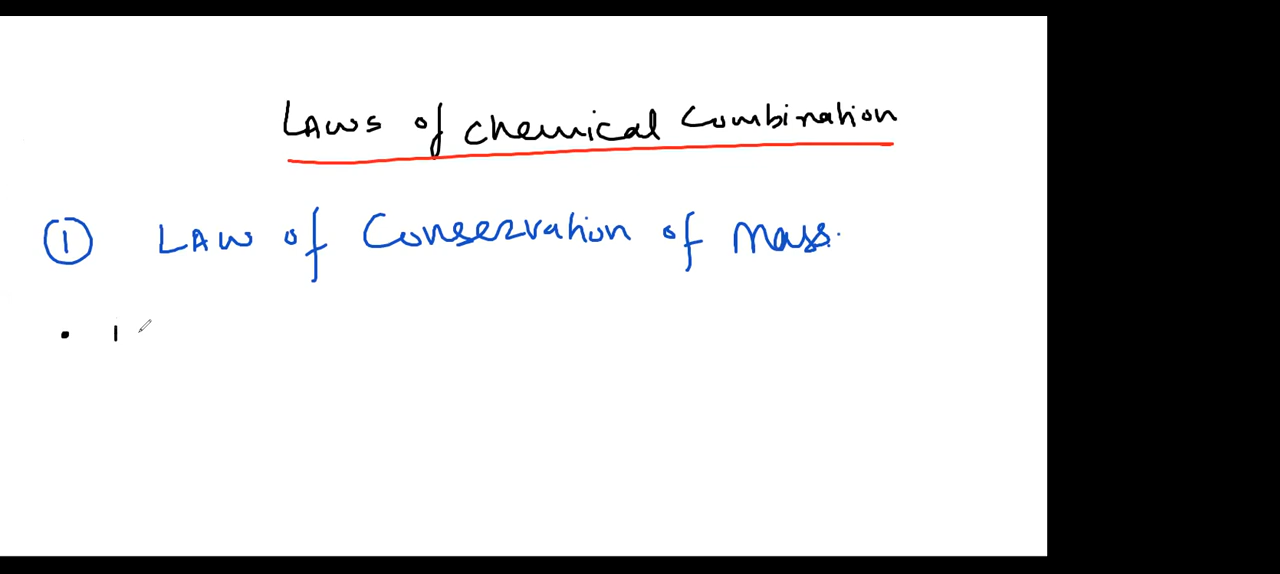 Laws of chemical Combination
① Law of Conservation of Mass.
•